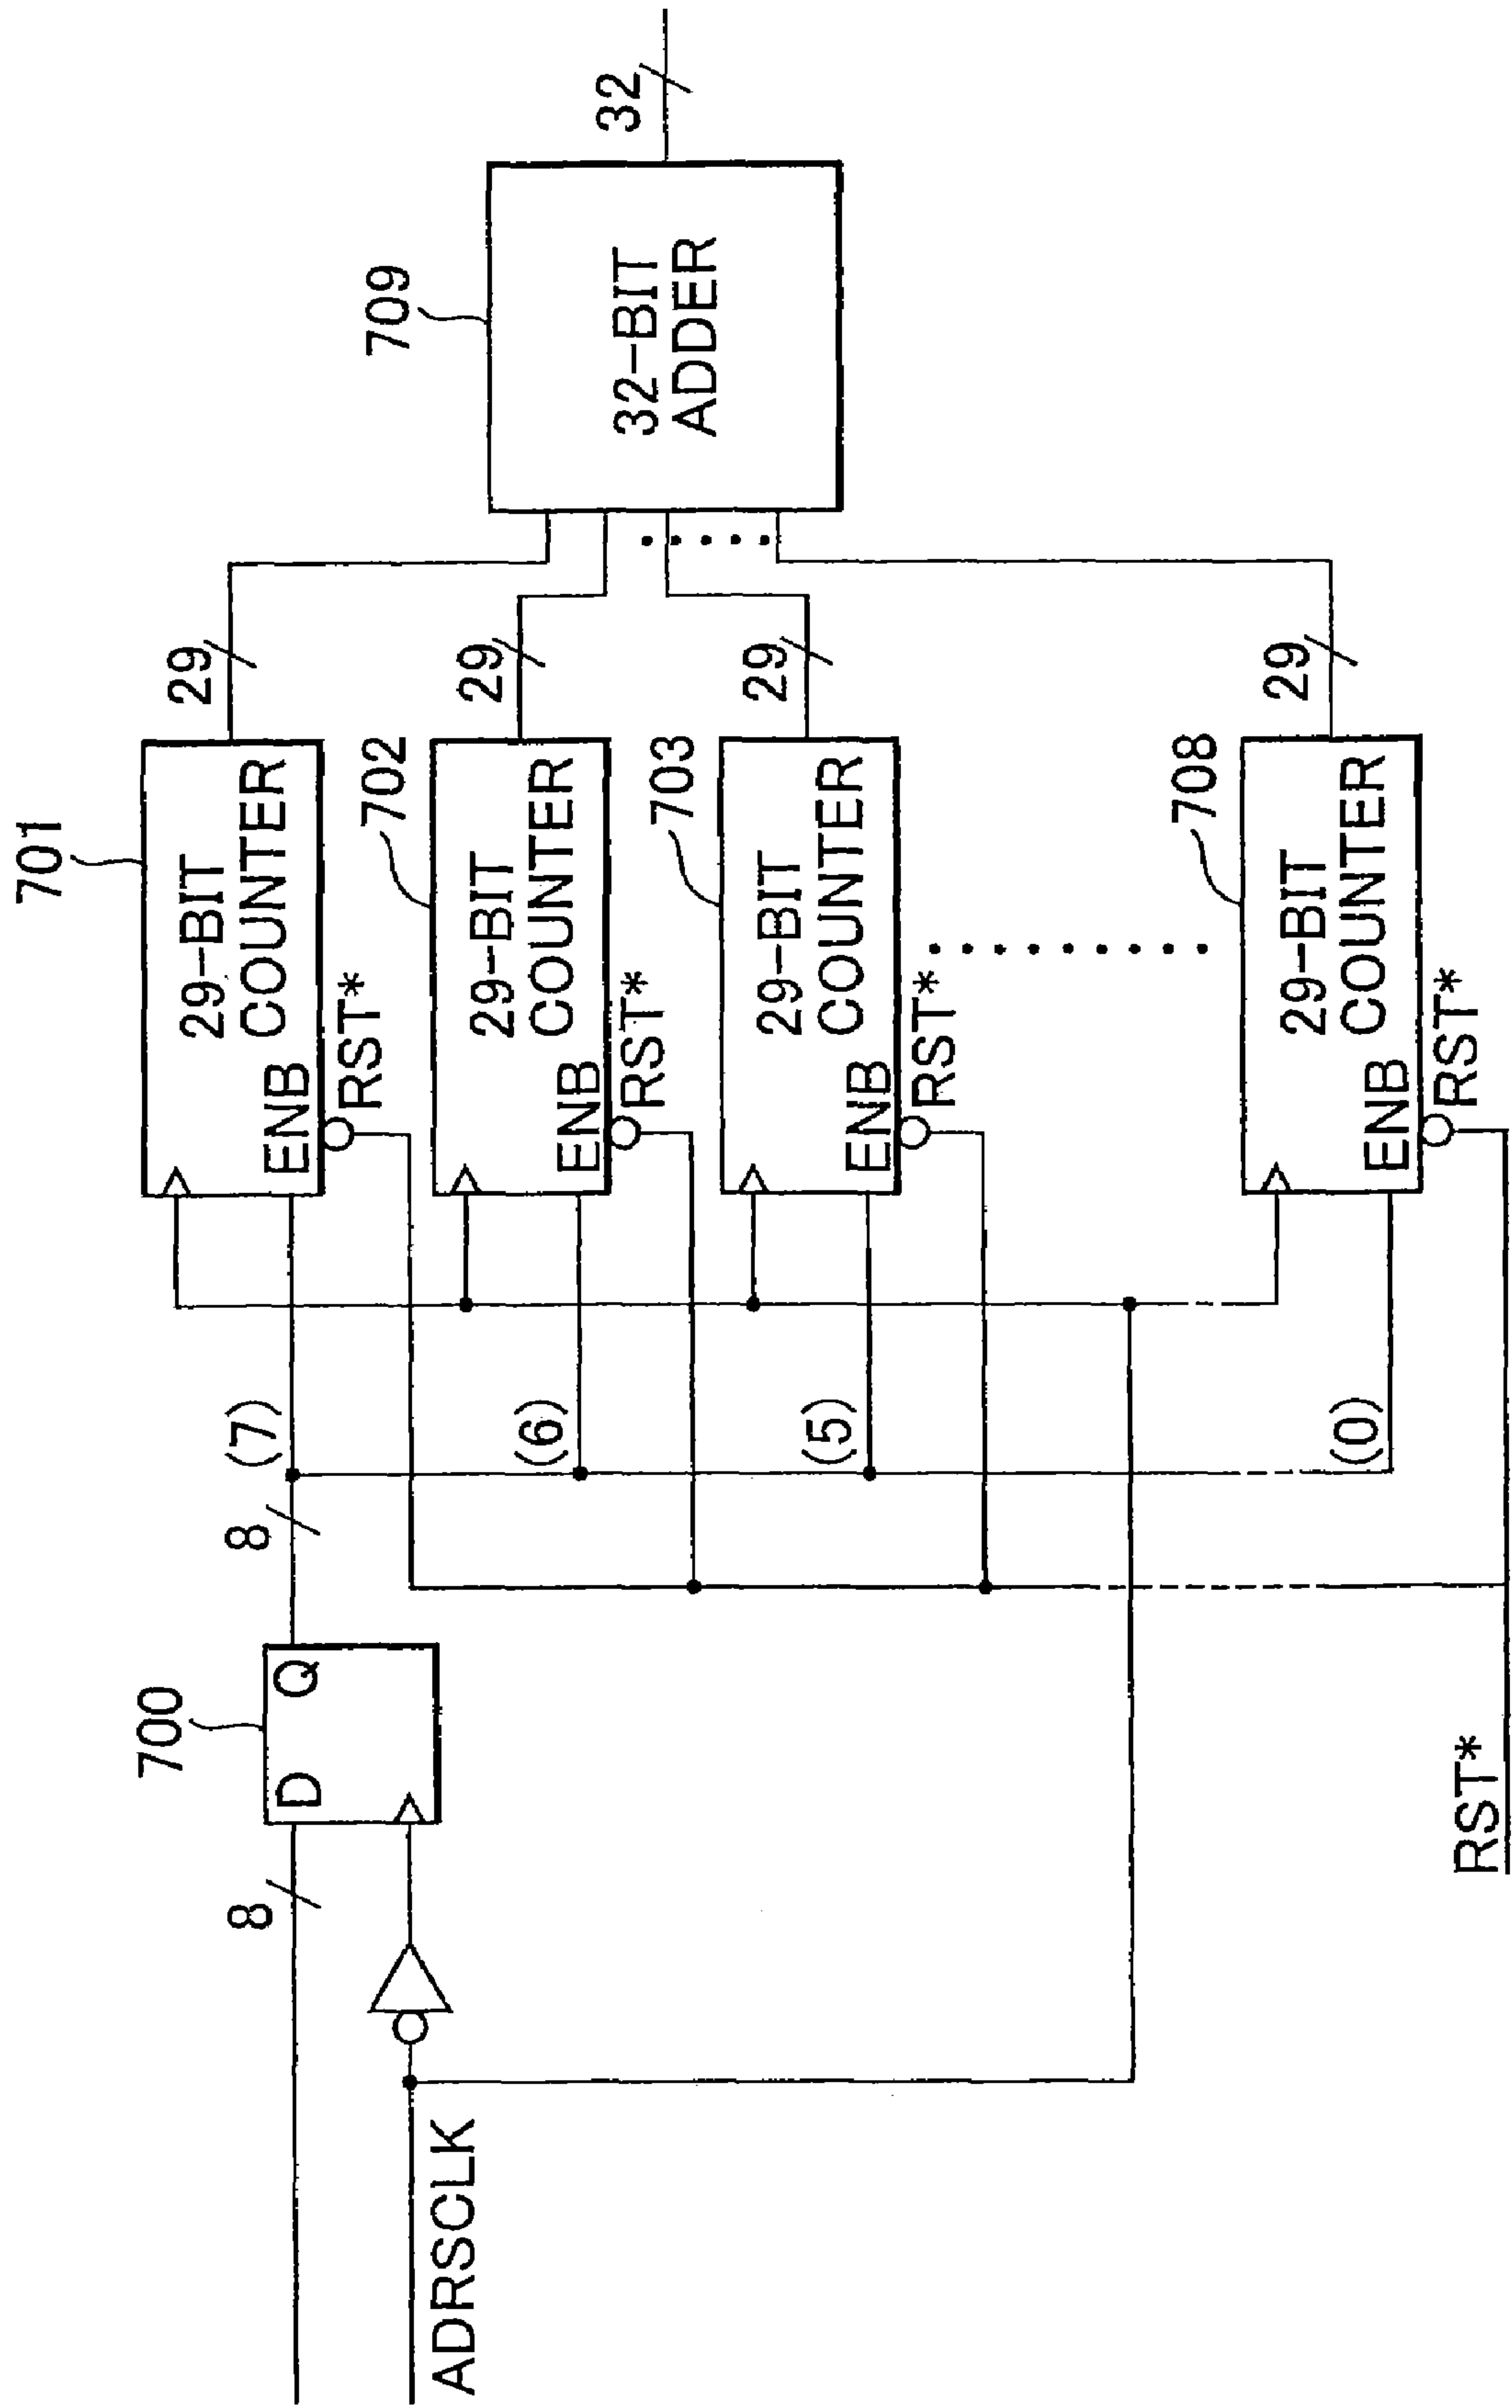 8
ADRSCLK
700
D Q
8
(7)
(6)
(5)
(0)
RST*
701
29-BIT
COUNTER
ENB
RST*
29
702
29-BIT
COUNTER
ENB
RST*
29
703
29-BIT
COUNTER
ENB
RST*
29
708
29-BIT
COUNTER
ENB
RST*
29
709
32-BIT
ADDER
32